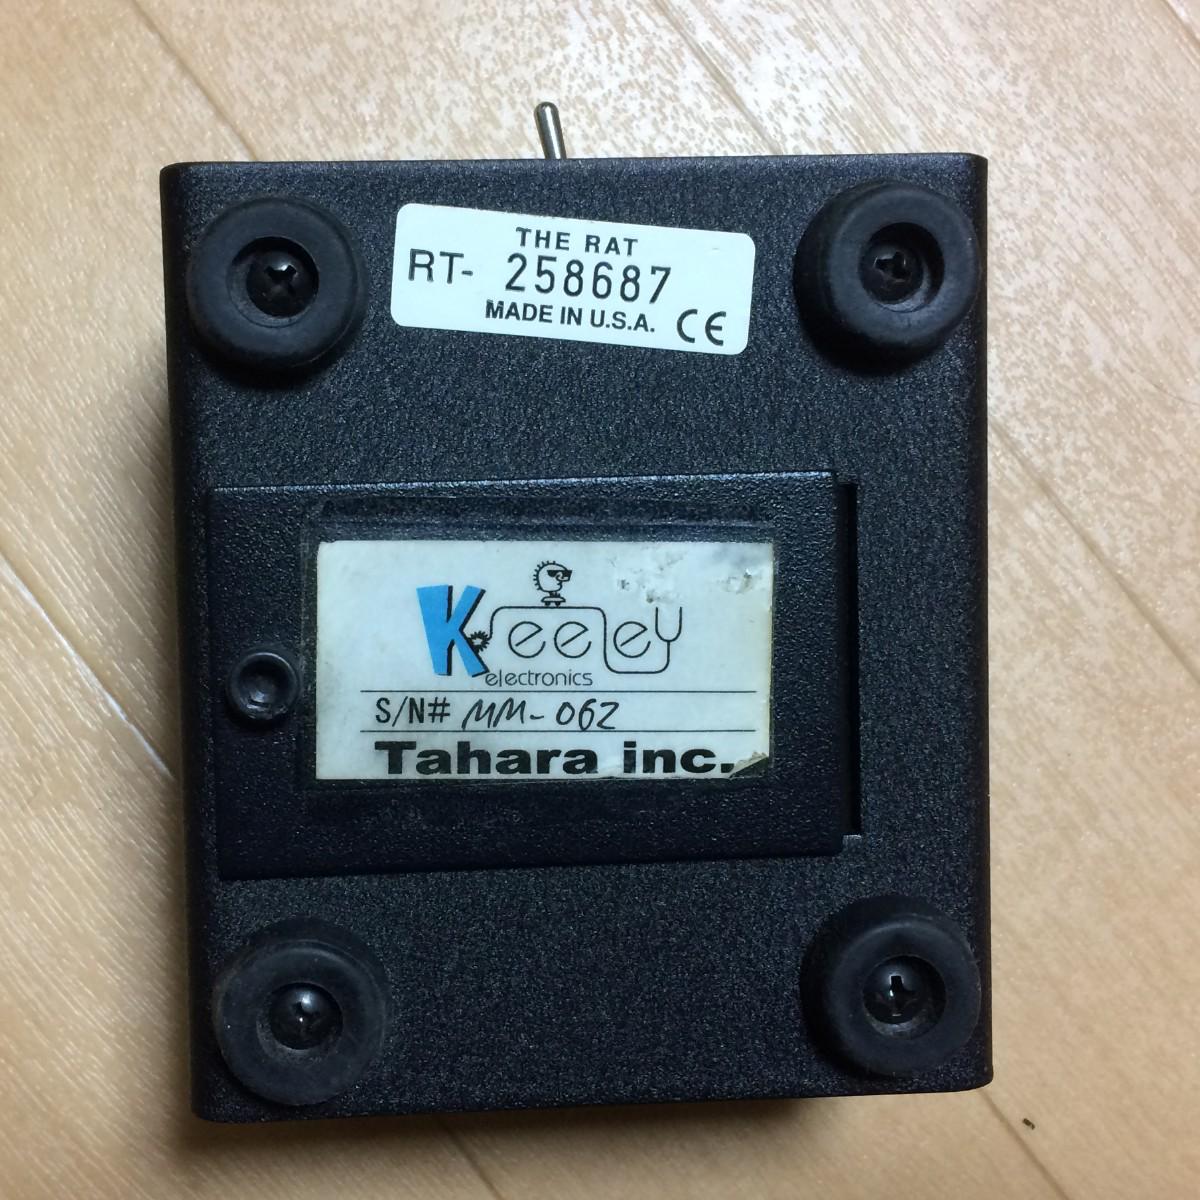 THE RAT
RT- 258687
MADE IN U.S.A. CE
Keeley
electronics
S/N# MM-062
Tahara inc.